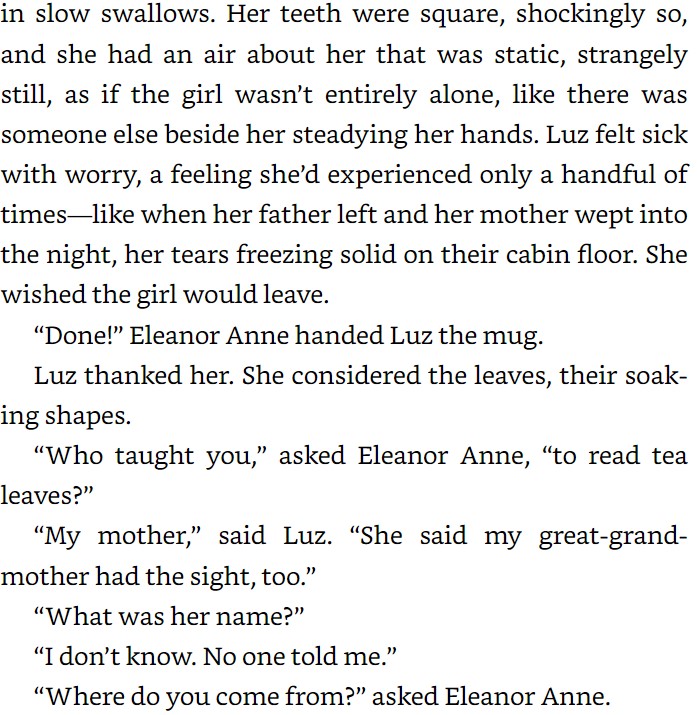 in slow swallows. Her teeth were square, shockingly so,
and she had an air about her that was static, strangely
still, as if the girl wasn’t entirely alone, like there was
someone else beside her steadying her hands. Luz felt sick
with worry, a feeling she’d experienced only a handful of
times—like when her father left and her mother wept into
the night, her tears freezing solid on their cabin floor. She
wished the girl would leave.
“Done!” Eleanor Anne handed Luz the mug.
Luz thanked her. She considered the leaves, their soak-
ing shapes.
“Who taught you,” asked Eleanor Anne, “to read tea
leaves?”
“My mother,” said Luz. “She said my great-grand-
mother had the sight, too.”
“What was her name?”
“I don’t know. No one told me.”
“Where do you come from?” asked Eleanor Anne.